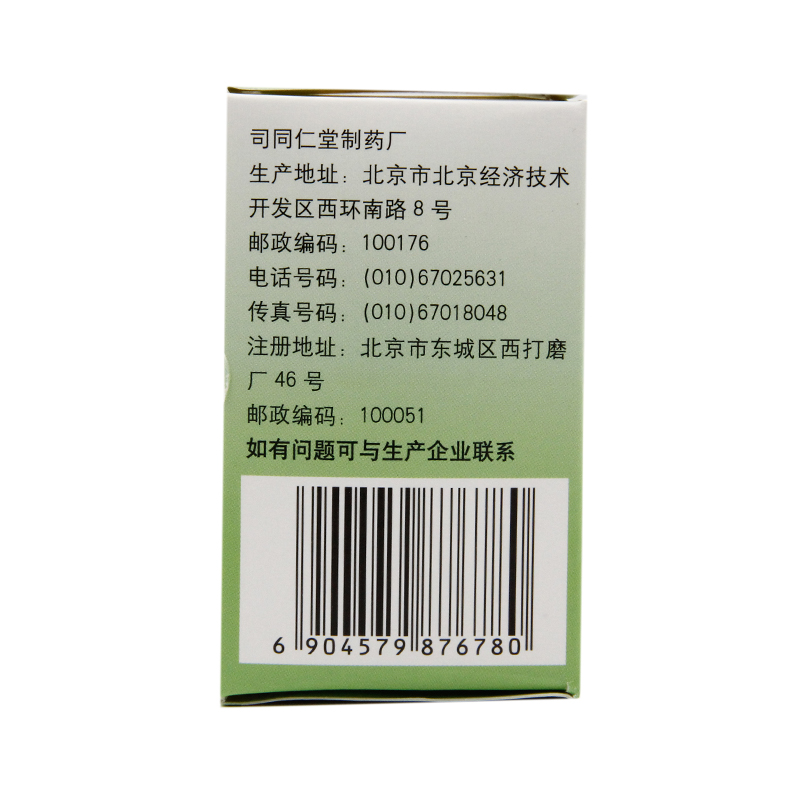 司同仁堂制药厂
生产地址：北京市北京经济技术
开发区西环南路8号
邮政编码：100176
电话号码：(010)67025631
传真号码：(010)67018048
注册地址：北京市东城区西打磨
厂46号
邮政编码：100051
如有问题可与生产企业联系
6 904579 876780